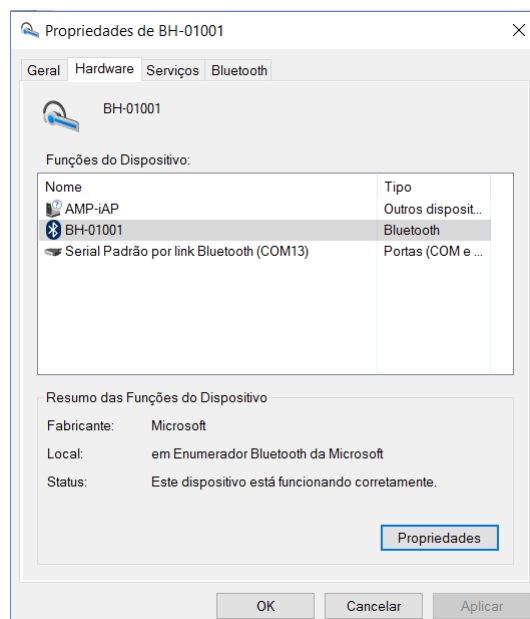 Propriedades de BH-01001
Geral Hardware Serviços Bluetooth
BH-01001
Funções do Dispositivo:
Nome Tipo
AMP-iAP Outros disposit...
BH-01001 Bluetooth
Serial Padrão por link Bluetooth (COM13) Portas (COM e ...
Resumo das Funções do Dispositivo
Fabricante: Microsoft
Local: em Enumerador Bluetooth da Microsoft
Status: Este dispositivo está funcionando corretamente.
Propriedades
OK Cancelar Aplicar